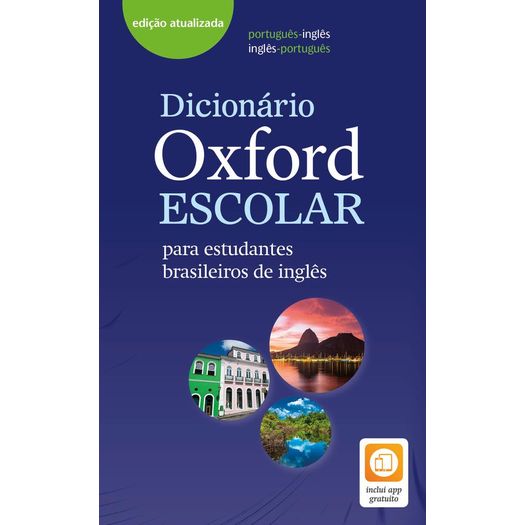 edição atualizada
português-inglês
inglês-português
Dicionário
Oxford
ESCOLAR
para estudantes
brasileiros de inglês
inclui app
gratuito